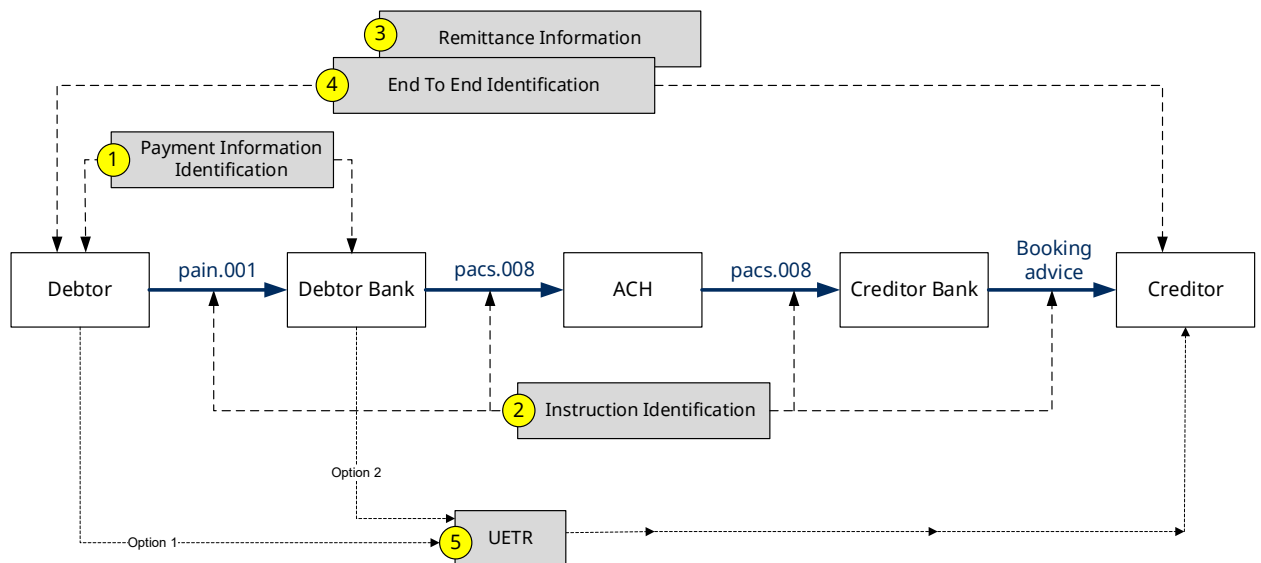 3
Remittance Information
4
End To End Identification
1
Payment Information
Identification
Debtor
pain.001
Debtor Bank
pacs.008
ACH
pacs.008
Creditor Bank
Booking
advice
Creditor
2
Instruction Identification
Option 2
Option 1
5
UETR